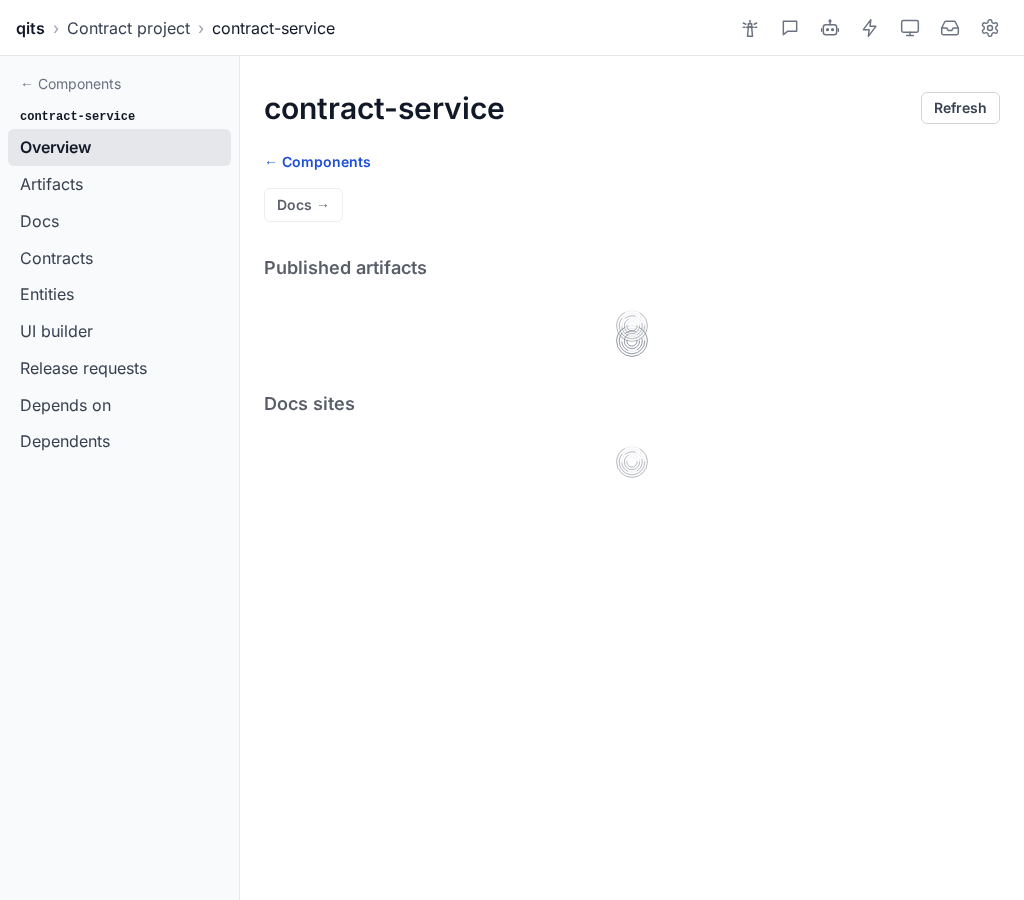 qits › Contract project › contract-service
← Components
contract-service
Overview
Artifacts
Docs
Contracts
Entities
UI builder
Release requests
Depends on
Dependents
contract-service
Refresh
← Components
Docs →
Published artifacts
Docs sites